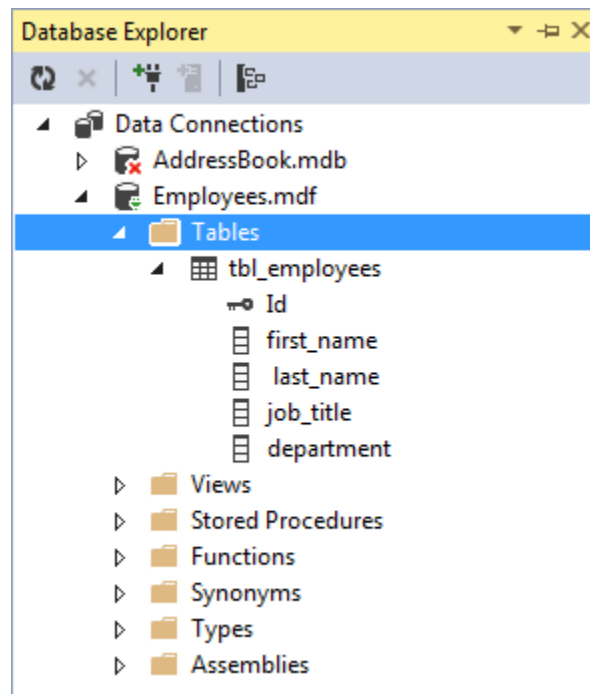 Database Explorer
Data Connections
AddressBook.mdb
Employees.mdf
Tables
tbl_employees
Id
first_name
last_name
job_title
department
Views
Stored Procedures
Functions
Synonyms
Types
Assemblies